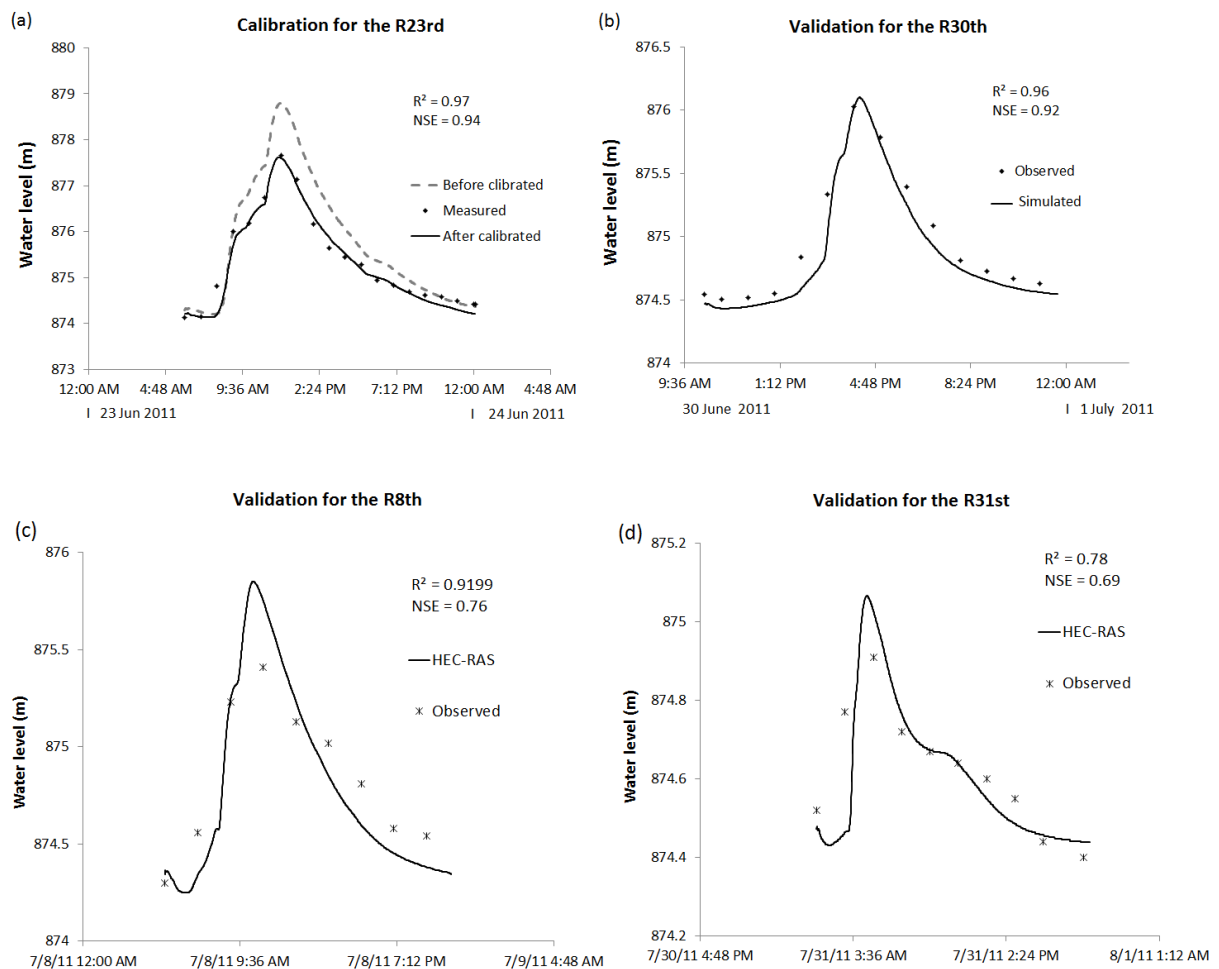 (a)
Calibration for the R23rd
880
879
878
877
876
875
874
873
Water level (m)
R² = 0.97
NSE = 0.94
Before clibrated
Measured
After calibrated
12:00 AM 4:48 AM 9:36 AM 2:24 PM 7:12 PM 12:00 AM 4:48 AM
23 Jun 2011 24 Jun 2011
(b)
Validation for the R30th
876.5
876
875.5
875
874.5
874
Water level (m)
R² = 0.96
NSE = 0.92
Observed
Simulated
9:36 AM 1:12 PM 4:48 PM 8:24 PM 12:00 AM
30 June 2011 1 July 2011
(c)
Validation for the R8th
876
875.5
875
874.5
874
Water level (m)
R² = 0.9199
NSE = 0.76
HEC-RAS
Observed
7/8/11 12:00 AM 7/8/11 9:36 AM 7/8/11 7:12 PM 7/9/11 4:48 AM
(d)
Validation for the R31st
875.2
875
874.8
874.6
874.4
874.2
Water level (m)
R² = 0.78
NSE = 0.69
HEC-RAS
Observed
7/30/11 4:48 PM 7/31/11 3:36 AM 7/31/11 2:24 PM 8/1/11 1:12 AM